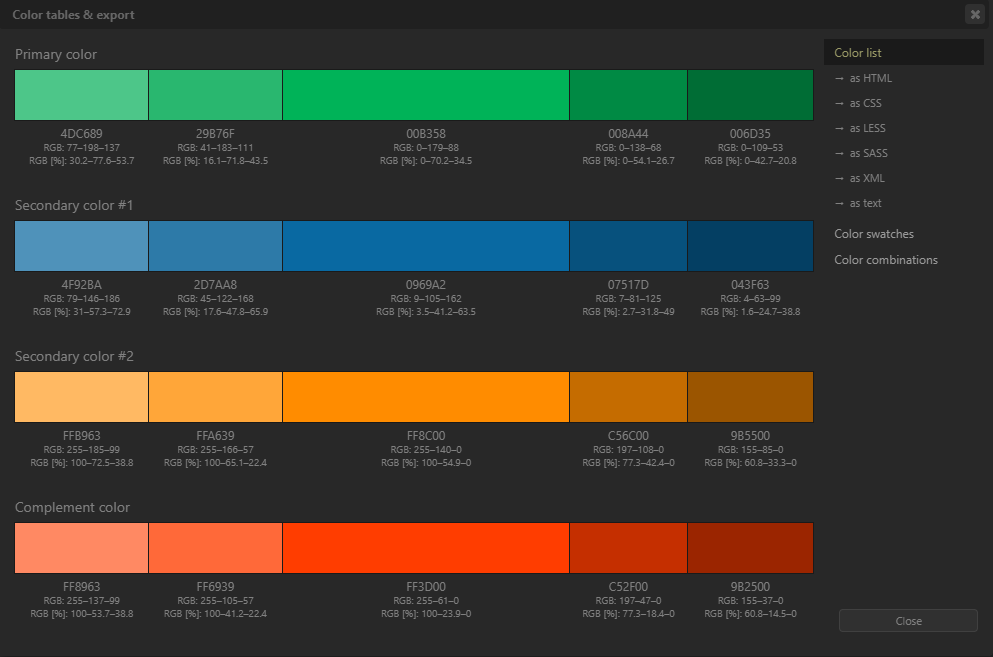 Color tables & export
Primary color
4DC689 29B76F 00B358 008A44 006D35
RGB: 77–198–137 RGB: 41–183–111 RGB: 0–179–88 RGB: 0–138–68 RGB: 0–109–53
RGB [%]: 30.2–77.6–53.7 RGB [%]: 16.1–71.8–43.5 RGB [%]: 0–70.2–34.5 RGB [%]: 0–54.1–26.7 RGB [%]: 0–42.7–20.8
Secondary color #1
4F92BA 2D7AA8 0969A2 07517D 043F63
RGB: 79–146–186 RGB: 45–122–168 RGB: 9–105–162 RGB: 7–81–125 RGB: 4–63–99
RGB [%]: 31–57.3–72.9 RGB [%]: 17.6–47.8–65.9 RGB [%]: 3.5–41.2–63.5 RGB [%]: 2.7–31.8–49 RGB [%]: 1.6–24.7–38.8
Secondary color #2
FFB963 FFA639 FF8C00 C56C00 9B5500
RGB: 255–185–99 RGB: 255–166–57 RGB: 255–140–0 RGB: 197–108–0 RGB: 155–85–0
RGB [%]: 100–72.5–38.8 RGB [%]: 100–65.1–22.4 RGB [%]: 100–54.9–0 RGB [%]: 77.3–42.4–0 RGB [%]: 60.8–33.3–0
Complement color
FF8963 FF6939 FF3D00 C52F00 9B2500
RGB: 255–137–99 RGB: 255–105–57 RGB: 255–61–0 RGB: 197–47–0 RGB: 155–37–0
RGB [%]: 100–53.7–38.8 RGB [%]: 100–41.2–22.4 RGB [%]: 100–23.9–0 RGB [%]: 77.3–18.4–0 RGB [%]: 60.8–14.5–0
Color list
→ as HTML
→ as CSS
→ as LESS
→ as SASS
→ as XML
→ as text
Color swatches
Color combinations
Close